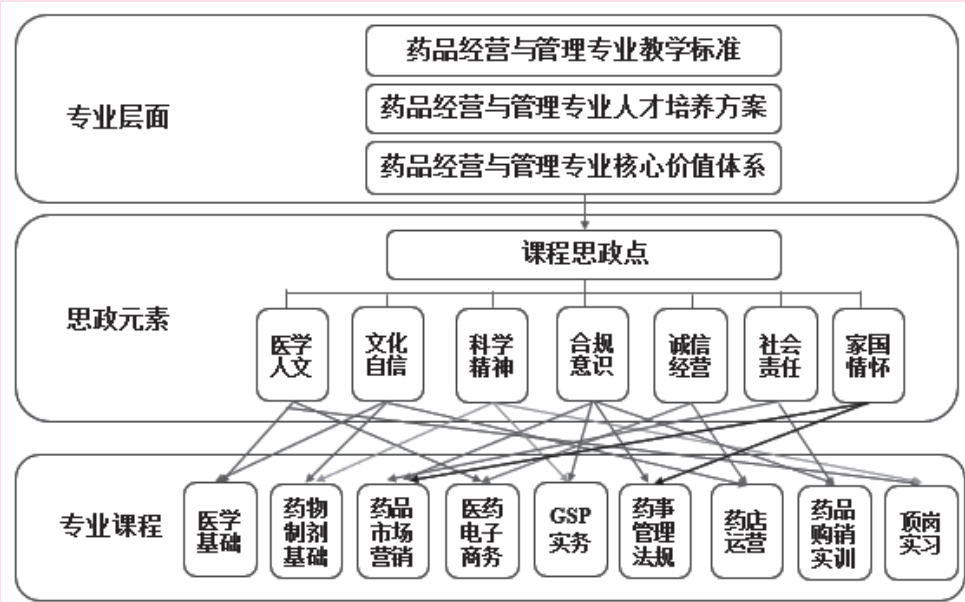 专业层面
药品经营与管理专业教学标准
药品经营与管理专业人才培养方案
药品经营与管理专业核心价值体系
思政元素
课程思政点
医学
人文
文化
自信
科学
精神
合规
意识
诚信
经营
社会
责任
家国
情怀
专业课程
医学
基础
药物
制剂
基础
药品
市场
营销
医药
电子
商务
GSP
实务
药事
管理
法规
药店
运营
药品
购销
实训
顶岗
实习